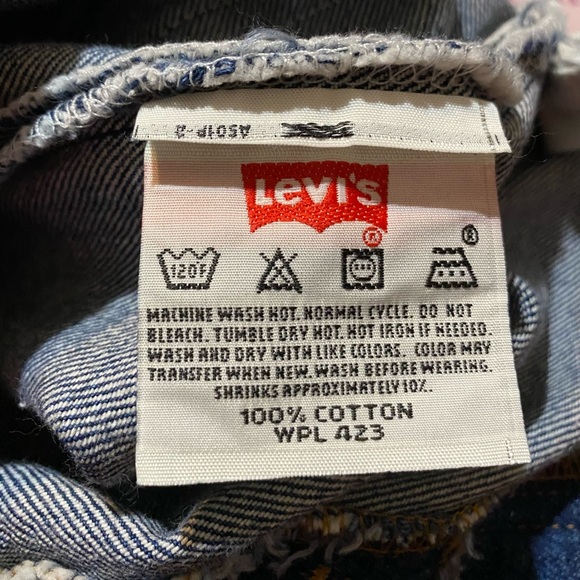 Levi's
®
®
120F
MACHINE WASH HOT. NORMAL CYCLE. DO NOT
BLEACH. TUMBLE DRY HOT. HOT IRON IF NEEDED.
WASH AND DRY WITH LIKE COLORS. COLOR MAY
TRANSFER WHEN NEW. WASH BEFORE WEARING.
SHRINKS APPROXIMATELY 10%.
100% COTTON
WPL 423